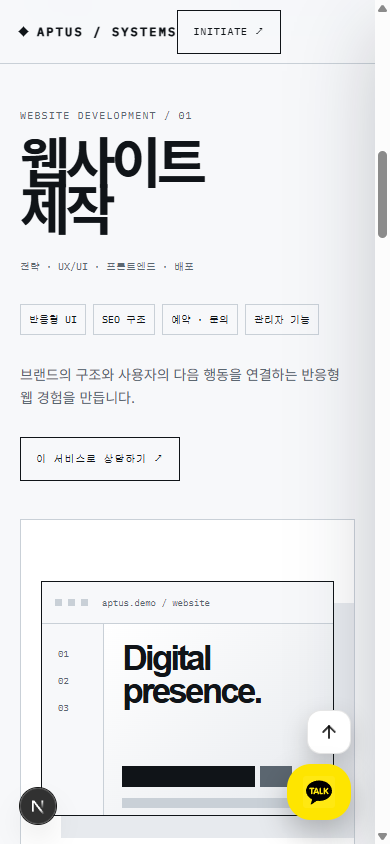 APTUS / SYSTEMS
INITIATE ↗
WEBSITE DEVELOPMENT / 01
웹사이트
제작
전략 · UX/UI · 프론트엔드 · 배포
반응형 UI
SEO 구조
예약 · 문의
관리자 기능
브랜드의 구조와 사용자의 다음 행동을 연결하는 반응형
웹 경험을 만듭니다.
이 서비스로 상담하기 ↗
aptus.demo / website
01
02
03
Digital
presence.
TALK
N